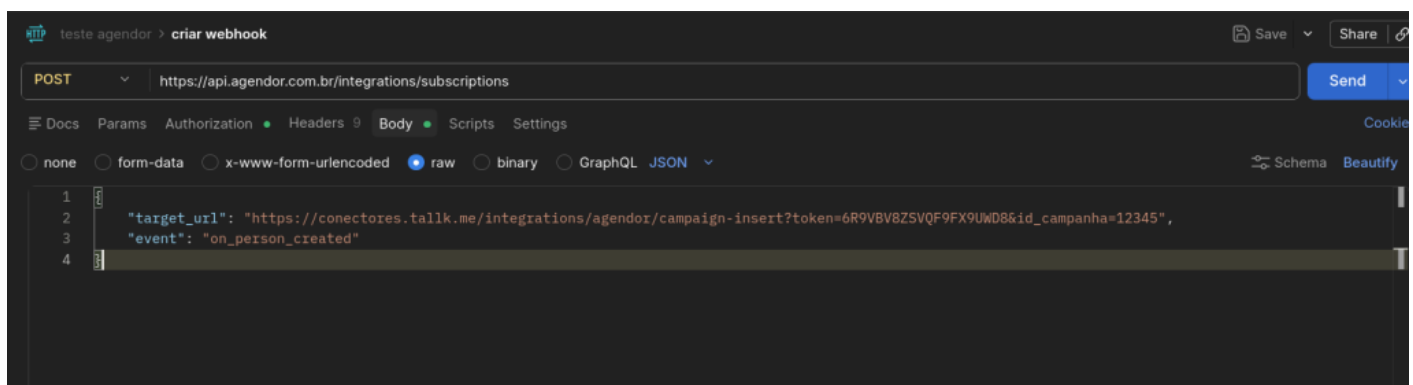 HTTP teste agendor > criar webhook Save Share
POST https://api.agendor.com.br/integrations/subscriptions Send
Docs Params Authorization Headers 9 Body Scripts Settings Cookie
none form-data x-www-form-urlencoded raw binary GraphQL JSON Schema Beautify
1 {
2 "target_url": "https://conectores.tallk.me/integrations/agendor/campaign-insert?token=6R9VBV8Z5VQF9FX9UWD8&id_campanha=12345",
3 "event": "on_person_created"
4 }